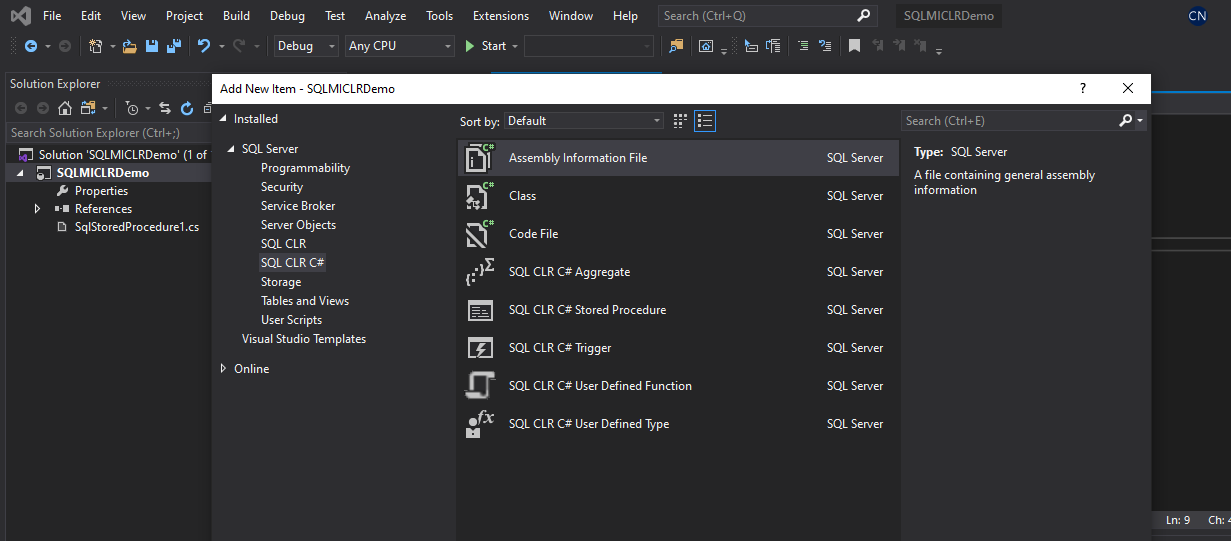 File Edit View Project Build Debug Test Analyze Tools Extensions Window Help Search (Ctrl+Q) SQLMICLRDemo CN
Debug Any CPU Start
Solution Explorer
Search Solution Explorer (Ctrl+;)
Solution 'SQLMICLRDemo' (1 of
SQLMICLRDemo
Properties
References
SqlStoredProcedure1.cs
Add New Item - SQLMICLRDemo ?
Installed
SQL Server
Programmability
Security
Service Broker
Server Objects
SQL CLR
SQL CLR C#
Storage
Tables and Views
User Scripts
Visual Studio Templates
Online
Sort by: Default
C# Assembly Information File SQL Server
C# Class SQL Server
C# Code File SQL Server
SQL CLR C# Aggregate SQL Server
SQL CLR C# Stored Procedure SQL Server
SQL CLR C# Trigger SQL Server
SQL CLR C# User Defined Function SQL Server
SQL CLR C# User Defined Type SQL Server
Search (Ctrl+E)
Type: SQL Server
A file containing general assembly
information
Ln: 9 Ch: 4